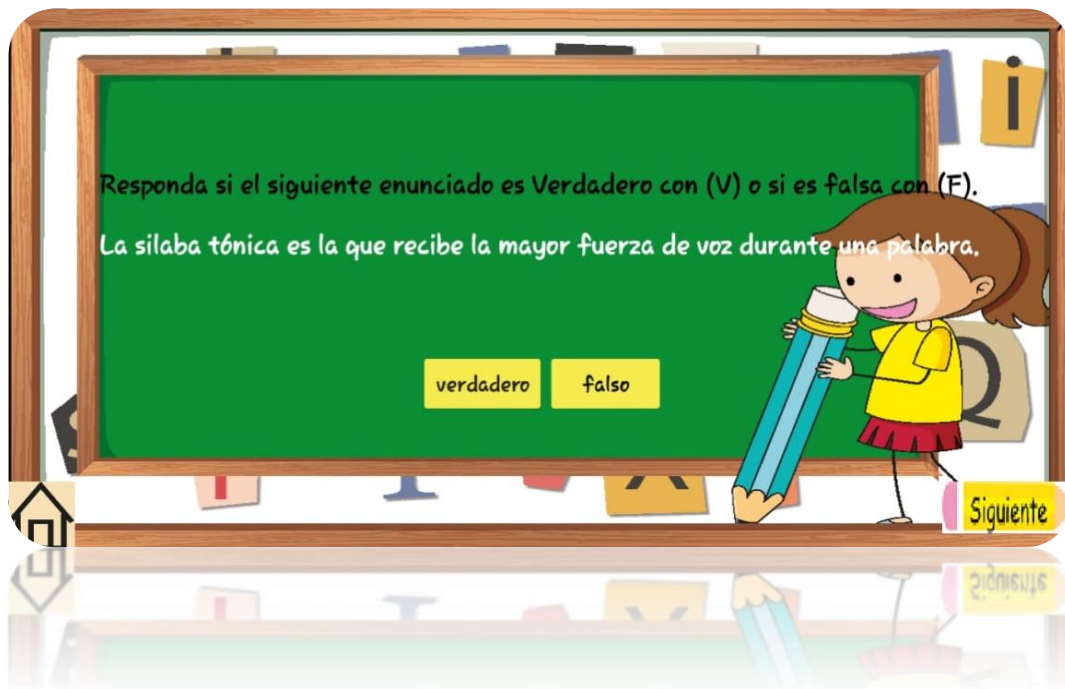 Responda si el siguiente enunciado es Verdadero con (V) o si es falsa con (F).
La silaba tónica es la que recibe la mayor fuerza de voz durante una palabra.
verdadero falso
Siguiente